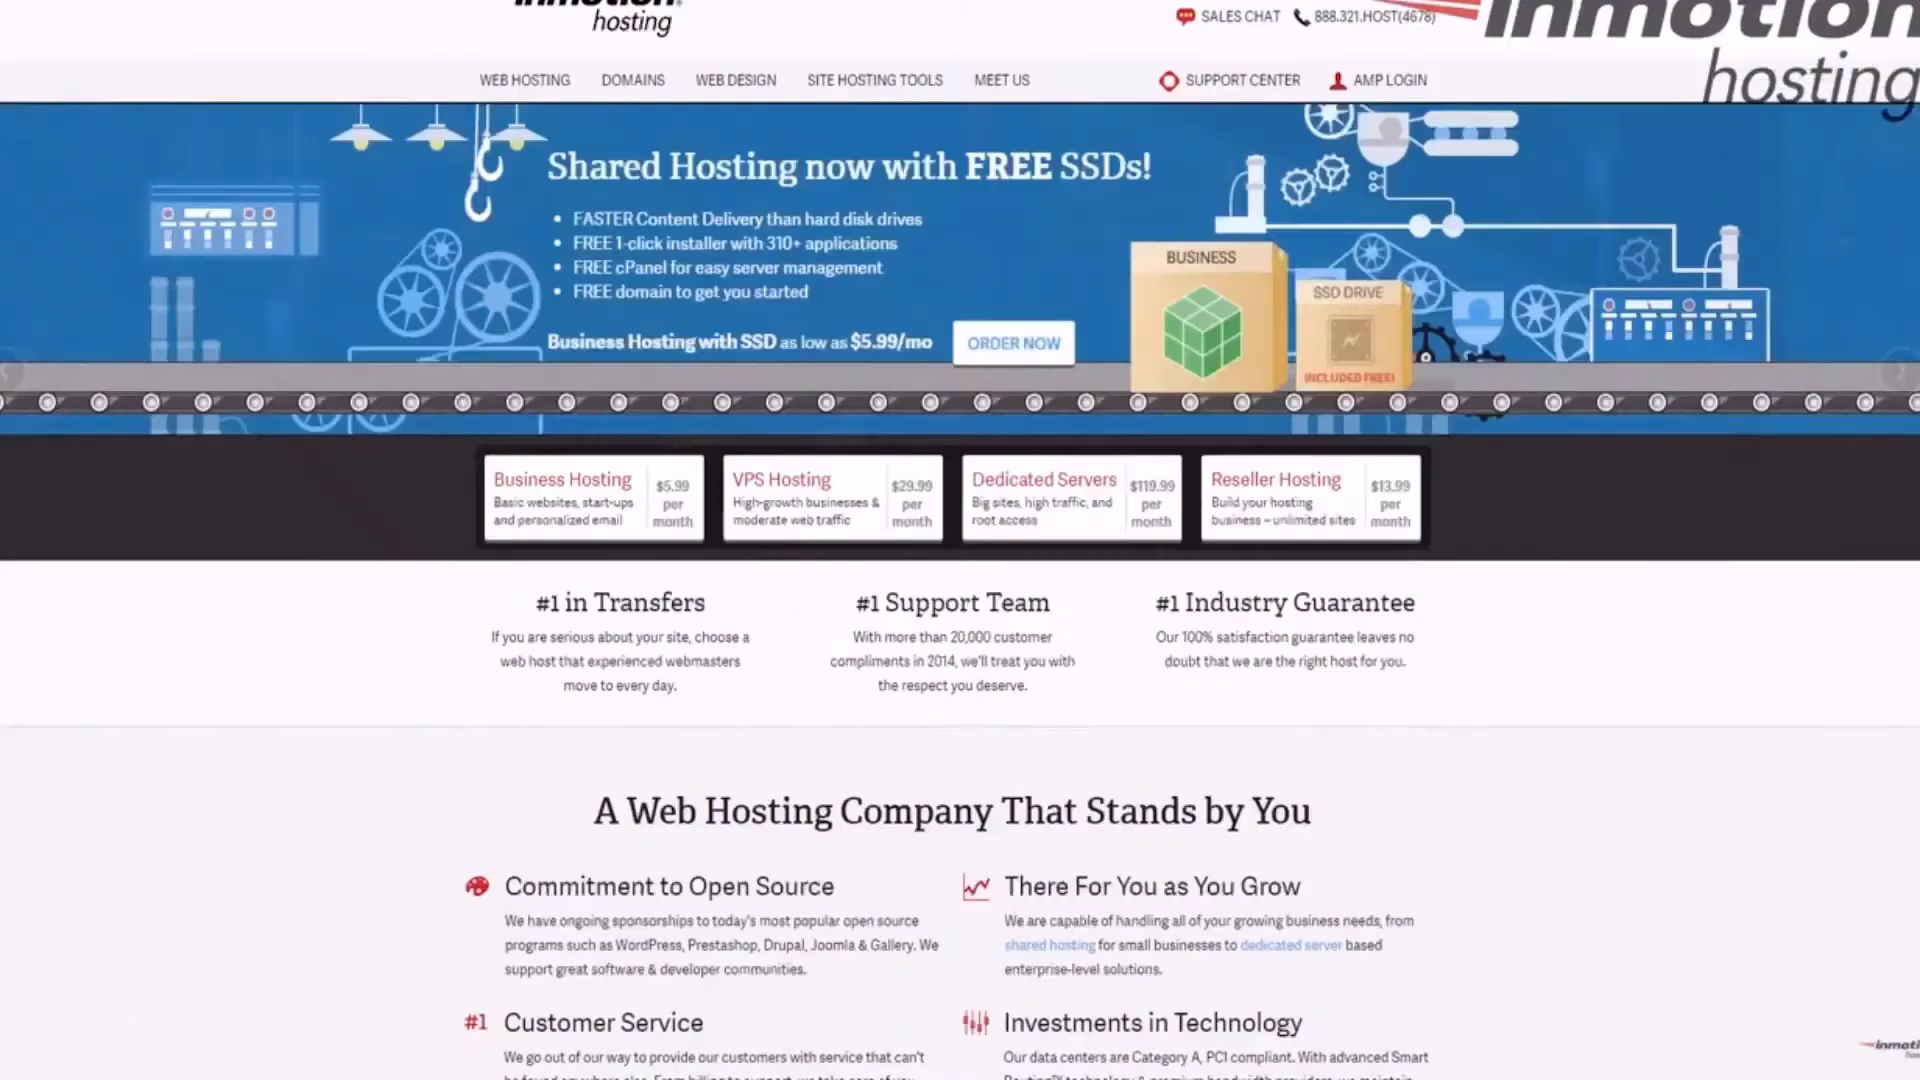 inmotion
hosting
SALES CHAT
888.321.HOST(4678)
inmotion
hosting
WEB HOSTING
DOMAINS
WEB DESIGN
SITE HOSTING TOOLS
MEET US
SUPPORT CENTER
AMP LOGIN
Shared Hosting now with FREE SSDs!
• FASTER Content Delivery than hard disk drives
• FREE 1-click installer with 310+ applications
• FREE cPanel for easy server management
• FREE domain to get you started
Business Hosting with SSD as low as $5.99/mo
ORDER NOW
BUSINESS
SSD DRIVE
INCLUDED FREE!
Business Hosting
Basic websites, start-ups
and personalized email
$5.99
per
month
VPS Hosting
High-growth businesses &
moderate web traffic
$29.99
per
month
Dedicated Servers
Big sites, high traffic, and
root access
$119.99
per
month
Reseller Hosting
Build your hosting
business – unlimited sites
$13.99
per
month
#1 in Transfers
If you are serious about your site, choose a
web host that experienced webmasters
move to every day.
#1 Support Team
With more than 20,000 customer
compliments in 2014, we'll treat you with
the respect you deserve.
#1 Industry Guarantee
Our 100% satisfaction guarantee leaves no
doubt that we are the right host for you.
A Web Hosting Company That Stands by You
Commitment to Open Source
We have ongoing sponsorships to today's most popular open source
programs such as WordPress, Prestashop, Drupal, Joomla & Gallery. We
support great software & developer communities.
There For You as You Grow
We are capable of handling all of your growing business needs, from
shared hosting for small businesses to dedicated server based
enterprise-level solutions.
#1 Customer Service
We go out of our way to provide our customers with service that can't
Investments in Technology
Our data centers are Category A, PCI compliant. With advanced Smart